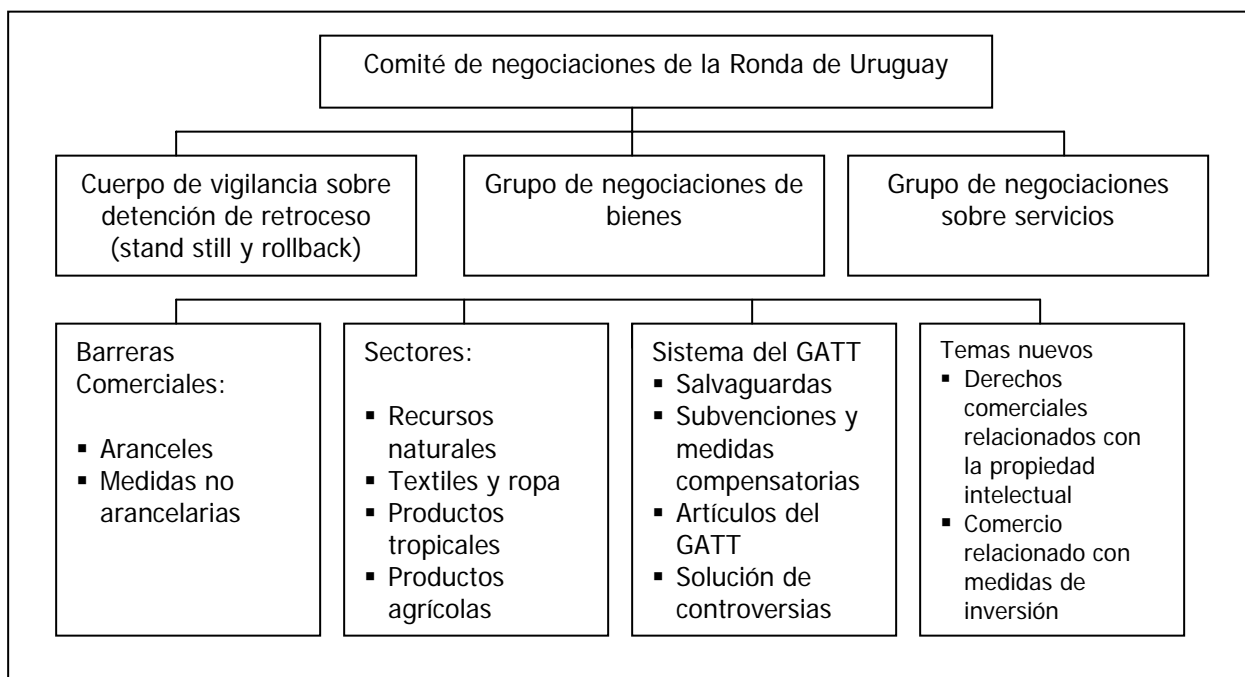 Comité de negociaciones de la Ronda de Uruguay
Cuerpo de vigilancia sobre
detención de retroceso
(stand still y rollback)
Grupo de negociaciones de
bienes
Grupo de negociaciones
sobre servicios
Barreras
Comerciales:
▪ Aranceles
▪ Medidas no
arancelarias
Sectores:
▪ Recursos
naturales
▪ Textiles y ropa
▪ Productos
tropicales
▪ Productos
agrícolas
Sistema del GATT
▪ Salvaguardas
▪ Subvenciones y
medidas
compensatorias
▪ Artículos del
GATT
▪ Solución de
controversias
Temas nuevos
▪ Derechos
comerciales
relacionados con
la propiedad
intelectual
▪ Comercio
relacionado con
medidas de
inversión